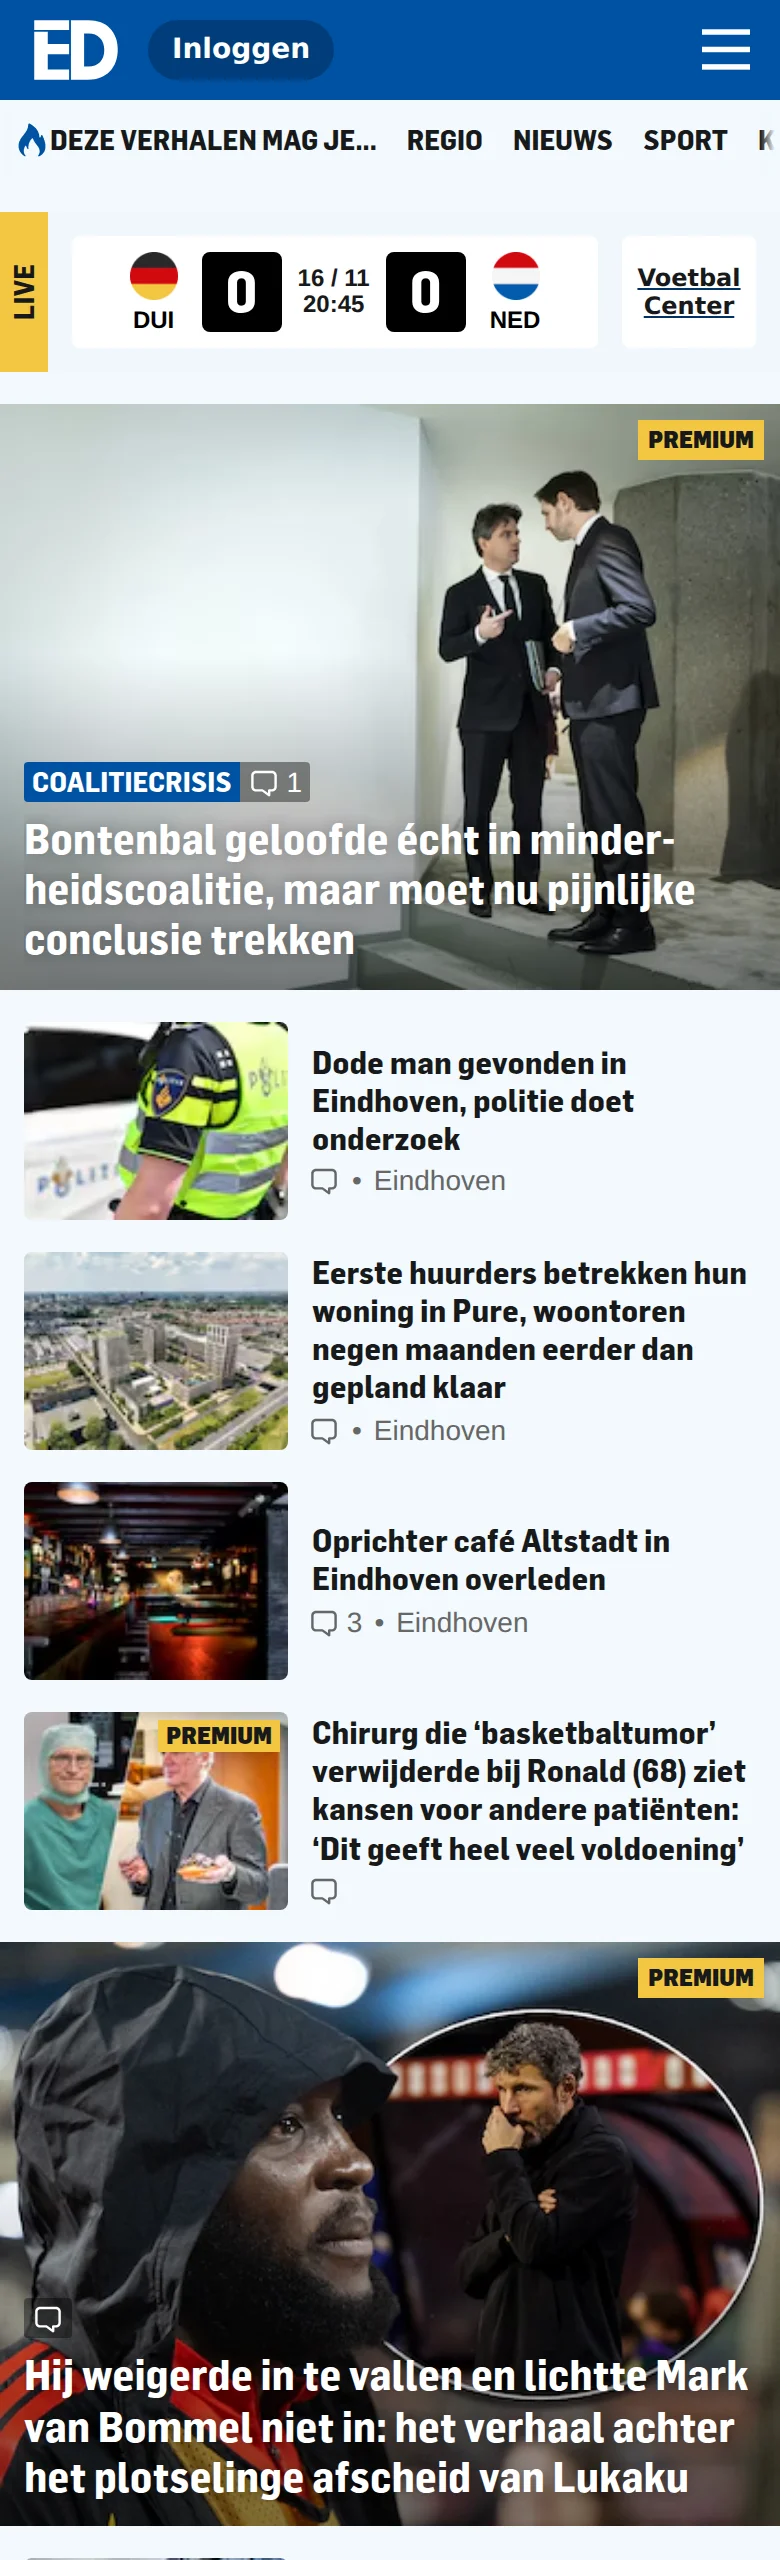 ED Inloggen
DEZE VERHALEN MAG JE... REGIO NIEUWS SPORT K
LIVE
DUI 0 16 / 11 20:45 0 NED
Voetbal
Center
PREMIUM
COALITIECRISIS 1
Bontenbal geloofde écht in minder-
heidscoalitie, maar moet nu pijnlijke
conclusie trekken
Dode man gevonden in
Eindhoven, politie doet
onderzoek
• Eindhoven
POLITIE
Eerste huurders betrekken hun
woning in Pure, woontoren
negen maanden eerder dan
gepland klaar
• Eindhoven
Oprichter café Altstadt in
Eindhoven overleden
3 • Eindhoven
PREMIUM
Chirurg die ‘basketbaltumor’
verwijderde bij Ronald (68) ziet
kansen voor andere patiënten:
‘Dit geeft heel veel voldoening’
PREMIUM
Hij weigerde in te vallen en lichtte Mark
van Bommel niet in: het verhaal achter
het plotselinge afscheid van Lukaku